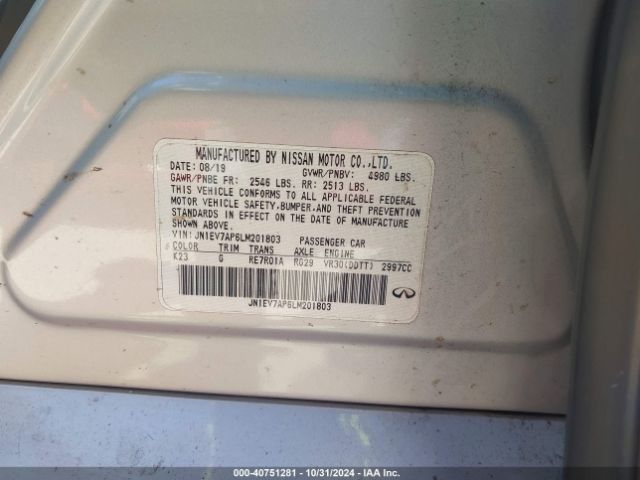 MANUFACTURED BY NISSAN MOTOR CO.,LTD.
DATE: 08/19 GVWR/PNBV: 4980 LBS.
GAWR/PNBE FR: 2546 LBS. RR: 2513 LBS.
THIS VEHICLE CONFORMS TO ALL APPLICABLE FEDERAL
MOTOR VEHICLE SAFETY,BUMPER,AND THEFT PREVENTION
STANDARDS IN EFFECT ON THE DATE OF MANUFACTURE
SHOWN ABOVE.
VIN: JN1EV7AP6LM201803 PASSENGER CAR
COLOR TRIM TRANS AXLE ENGINE
K23 G RE7R01A RG29 VR30(DDTT) 2997CC
JN1EV7AP6LM201803
000-40751281 - 10/31/2024 - IAA Inc.